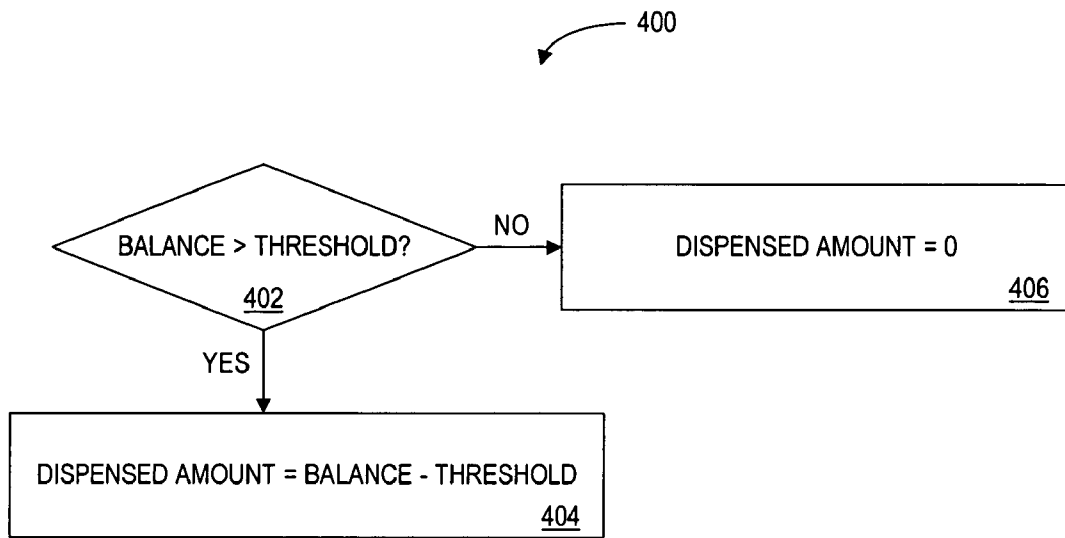 400
BALANCE > THRESHOLD?
402
NO
DISPENSED AMOUNT = 0
406
YES
DISPENSED AMOUNT = BALANCE - THRESHOLD
404